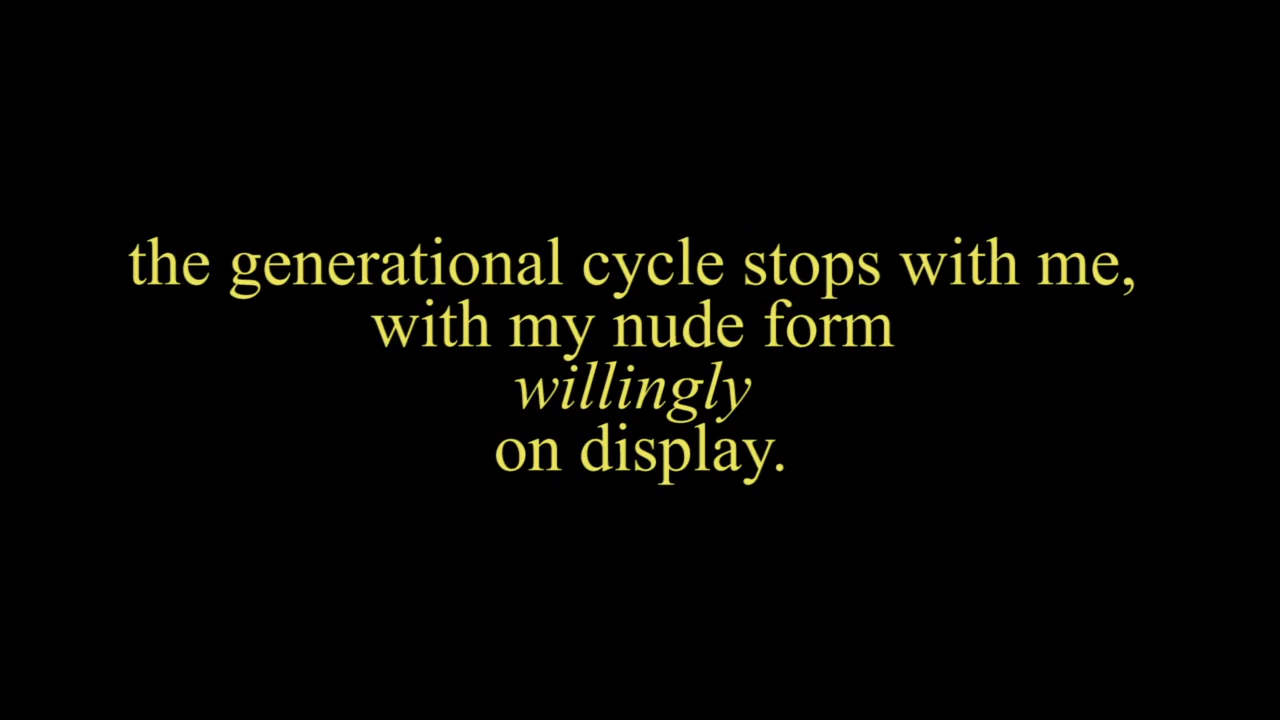 the generational cycle stops with me,
with my nude form
willingly
on display.